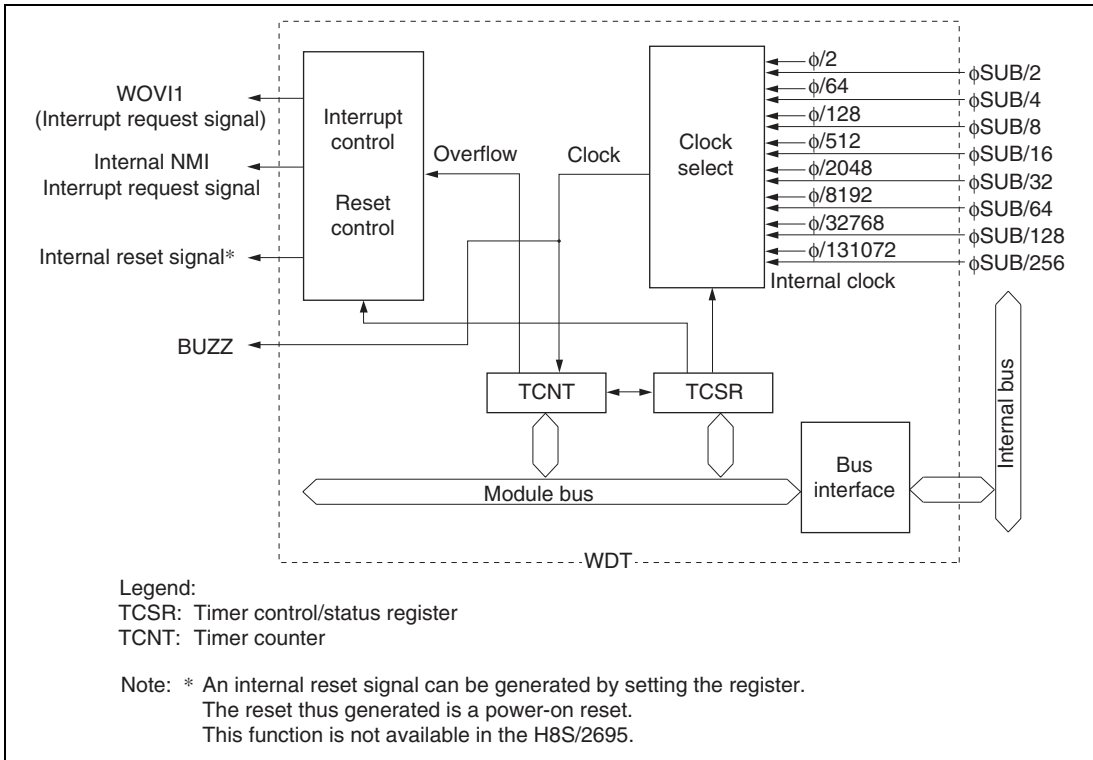 WOVI1
(Interrupt request signal)
Internal NMI
Interrupt request signal
Internal reset signal*
BUZZ
Interrupt
control
Reset
control
Overflow
Clock
Clock
select
ϕ/2
ϕ/64
ϕ/128
ϕ/512
ϕ/2048
ϕ/8192
ϕ/32768
ϕ/131072
Internal clock
ϕSUB/2
ϕSUB/4
ϕSUB/8
ϕSUB/16
ϕSUB/32
ϕSUB/64
ϕSUB/128
ϕSUB/256
TCNT
TCSR
Module bus
Bus
interface
Internal bus
WDT
Legend:
TCSR: Timer control/status register
TCNT: Timer counter
Note: * An internal reset signal can be generated by setting the register.
The reset thus generated is a power-on reset.
This function is not available in the H8S/2695.